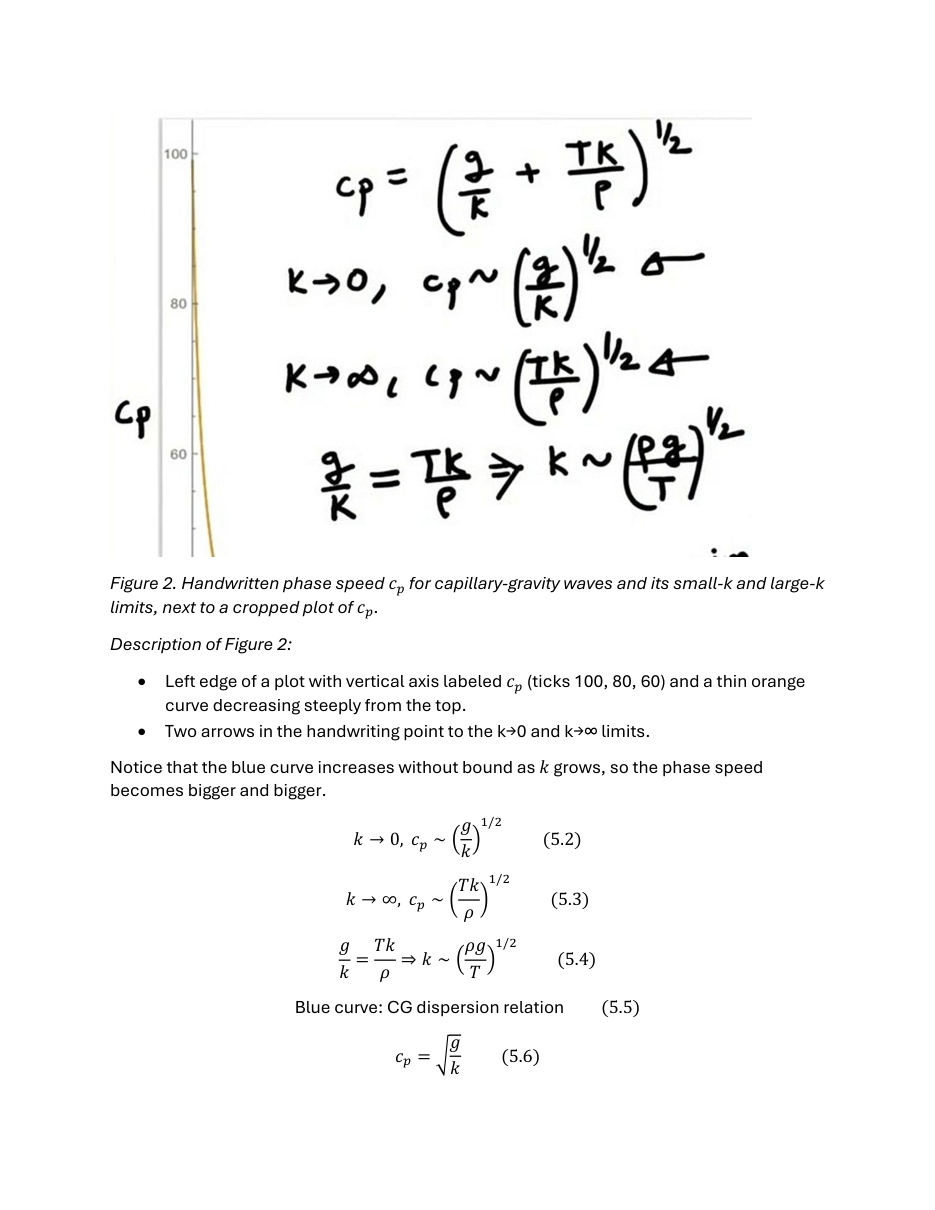 100
80
60
cp
cp = (g/k + Tk/ρ)^1/2
k→0, cp ~ (g/k)^1/2 ←
k→∞, cp ~ (Tk/ρ)^1/2 ←
g/k = Tk/ρ ⇒ k ~ (ρg/T)^1/2
Figure 2. Handwritten phase speed c_p for capillary-gravity waves and its small-k and large-k
limits, next to a cropped plot of c_p.
Description of Figure 2:
• Left edge of a plot with vertical axis labeled c_p (ticks 100, 80, 60) and a thin orange
curve decreasing steeply from the top.
• Two arrows in the handwriting point to the k→0 and k→∞ limits.
Notice that the blue curve increases without bound as k grows, so the phase speed
becomes bigger and bigger.
k → 0, c_p ~ (g/k)^1/2 (5.2)
k → ∞, c_p ~ (Tk/ρ)^1/2 (5.3)
g/k = Tk/ρ ⇒ k ~ (ρg/T)^1/2 (5.4)
Blue curve: CG dispersion relation (5.5)
c_p = √(g/k) (5.6)